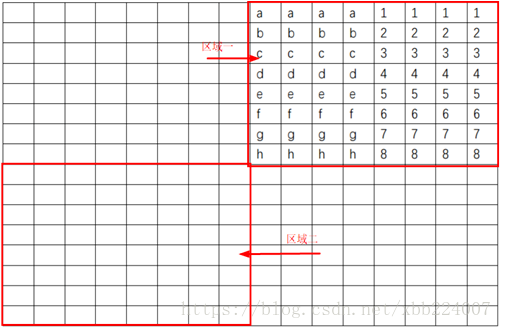 a a a a 1 1 1 1
b b b b 2 2 2 2
区域一
c c c c 3 3 3 3
d d d d 4 4 4 4
e e e e 5 5 5 5
f f f f 6 6 6 6
g g g g 7 7 7 7
h h h h 8 8 8 8
区域二
https://blog.csdn.net/xbb224007